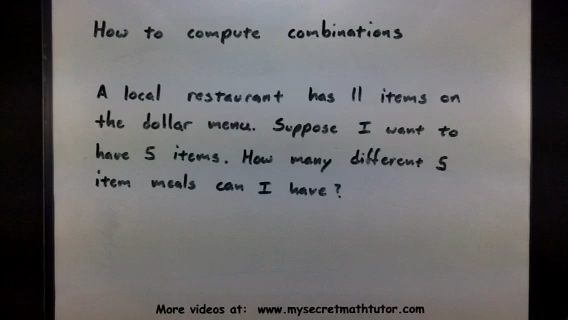 How to compute combinations
A local restaurant has 11 items on
the dollar menu. Suppose I want to
have 5 items. How many different 5
item meals can I have?
More videos at: www.mysecretmathtutor.com